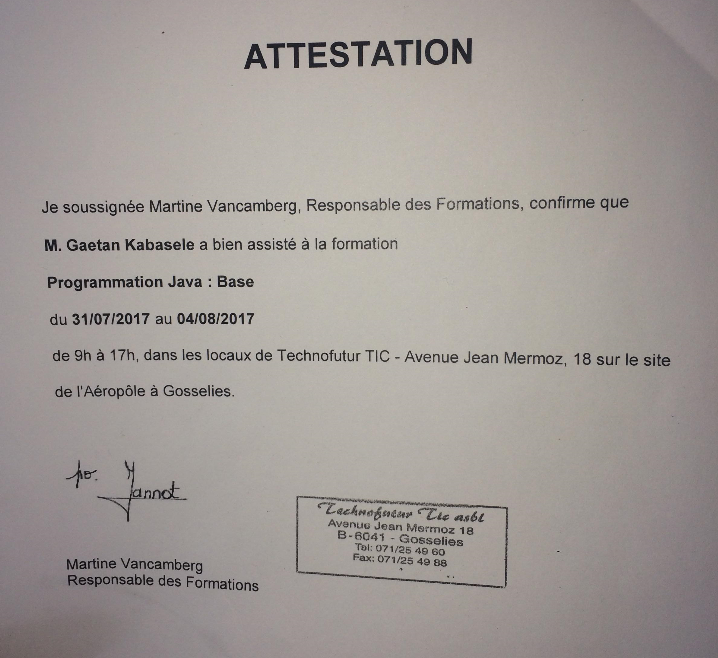 ATTESTATION
Je soussignée Martine Vancamberg, Responsable des Formations, confirme que
M. Gaetan Kabasele a bien assisté à la formation
Programmation Java : Base
du 31/07/2017 au 04/08/2017
de 9h à 17h, dans les locaux de Technofutur TIC - Avenue Jean Mermoz, 18 sur le site
de l'Aéropôle à Gosselies.
po. Yannot
Technofutur Tic asbl
Avenue Jean Mermoz 18
B-6041 - Gosselies
Tél: 071/25 49 60
Fax: 071/25 49 88
Martine Vancamberg
Responsable des Formations